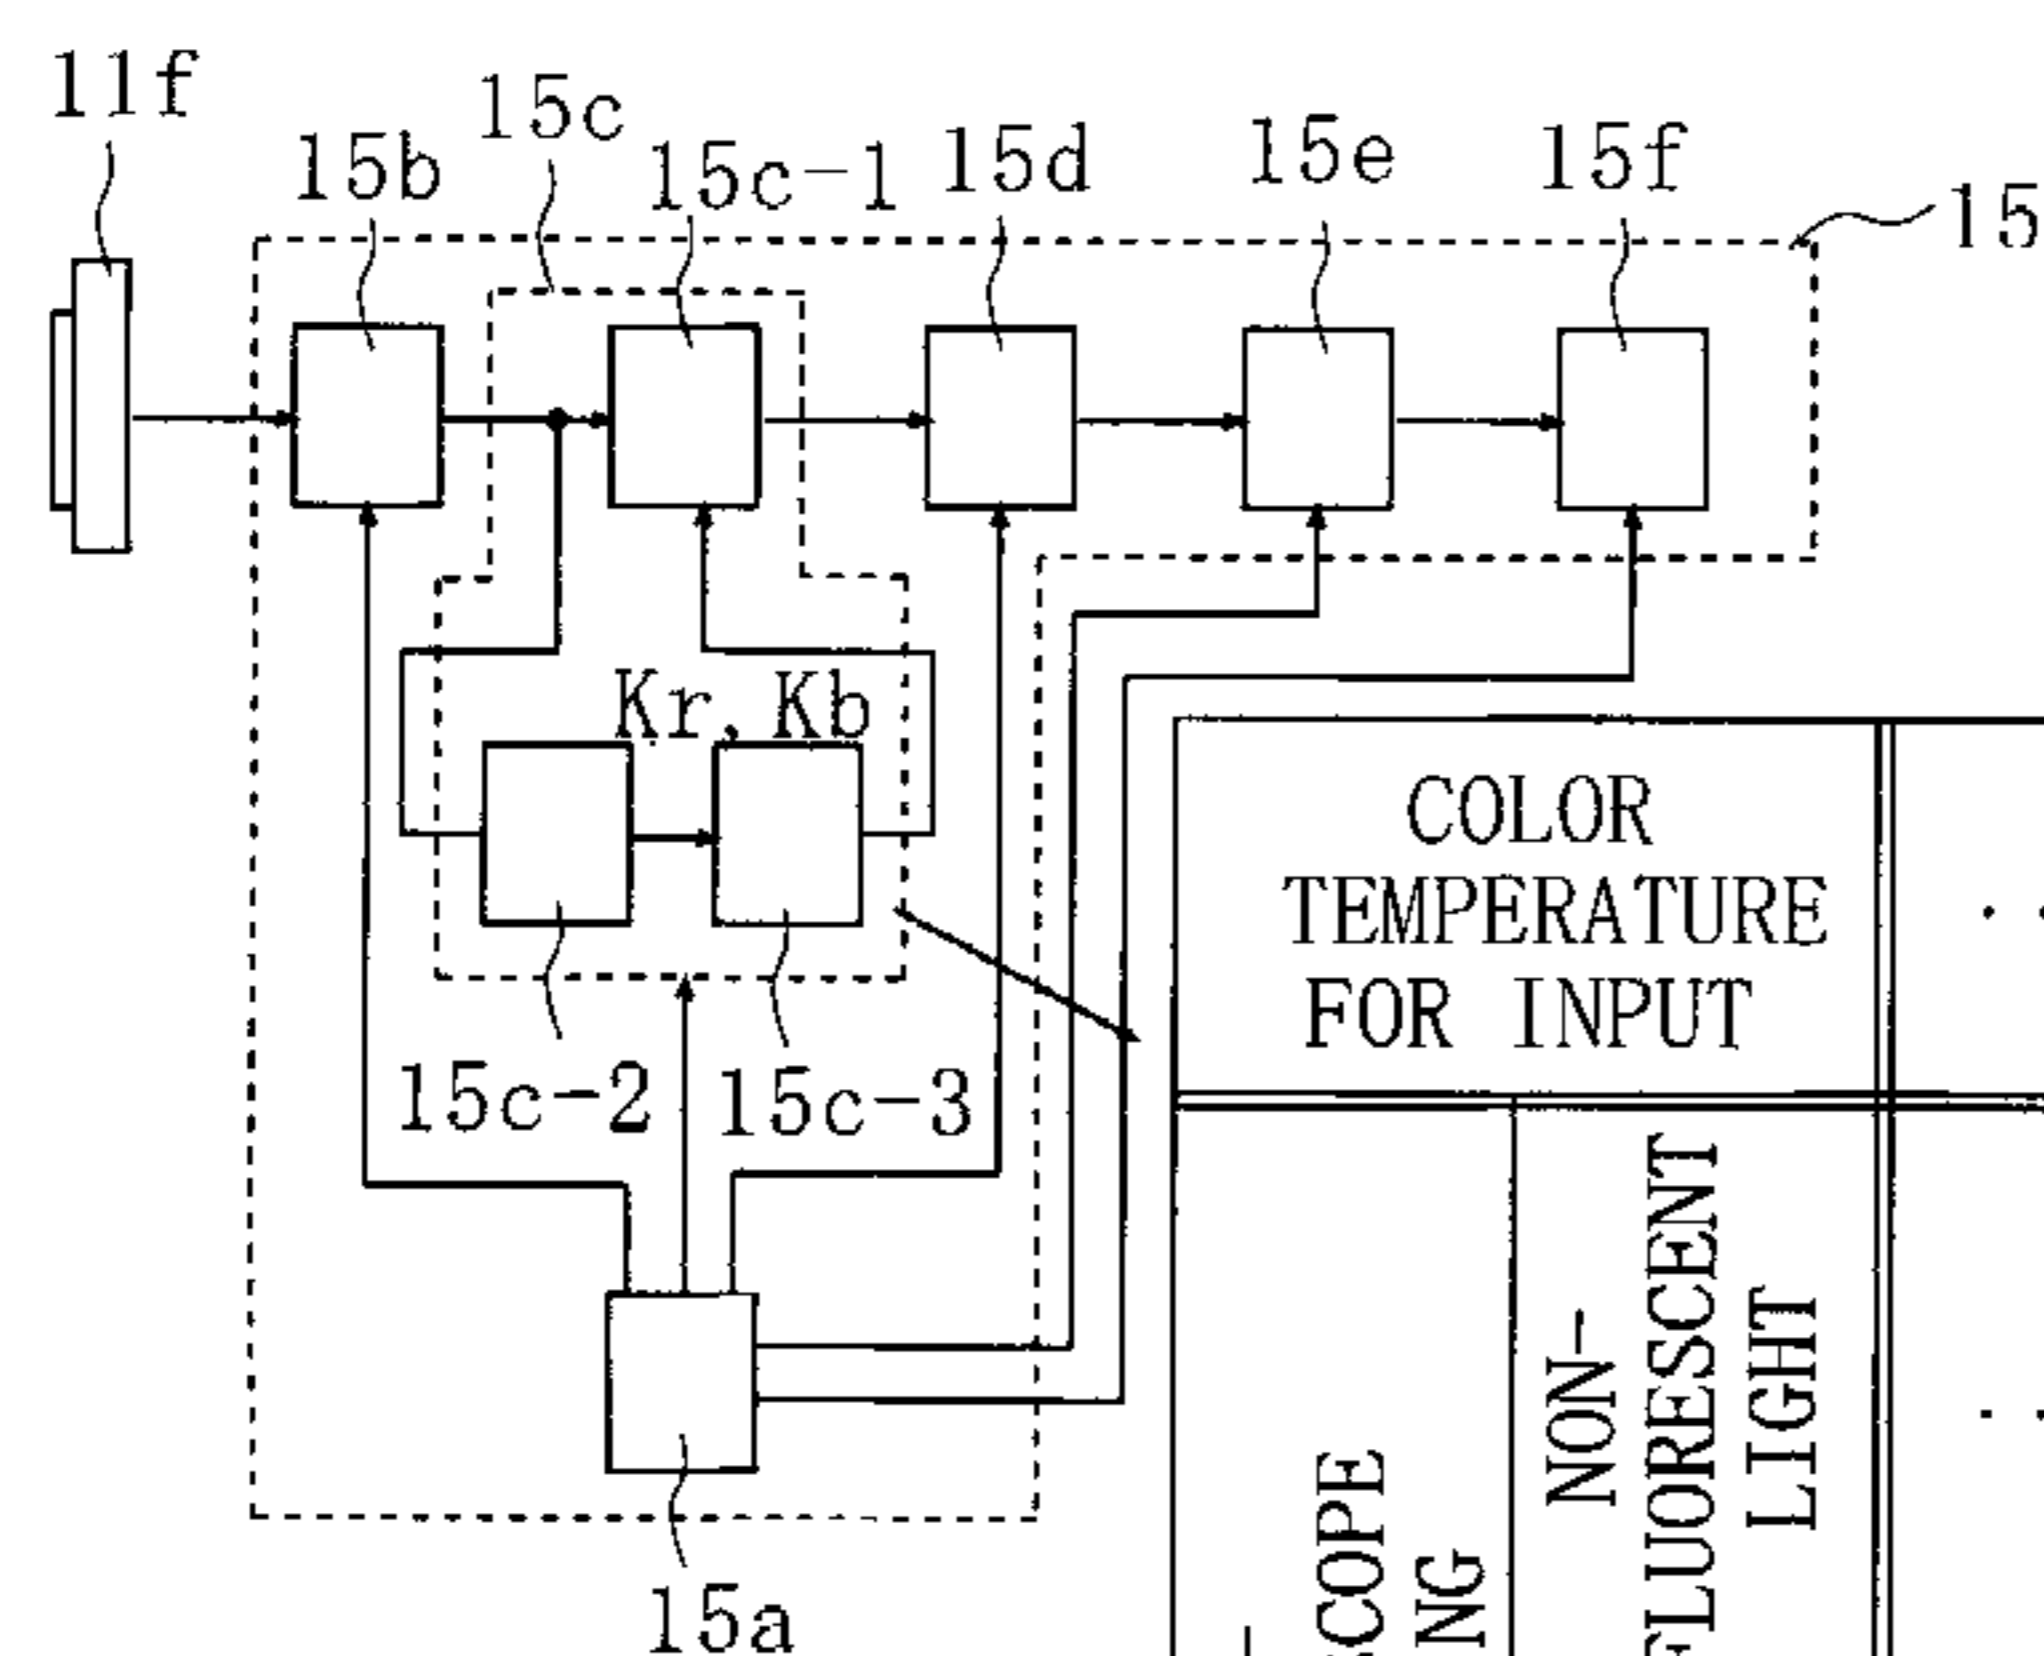 11f
15b
15c
15c-1
15d
15e
15f
15
Kr, Kb
15c-2
15c-3
15a
COLOR
TEMPERATURE
FOR INPUT
. .
NON-
LIGHT
. .